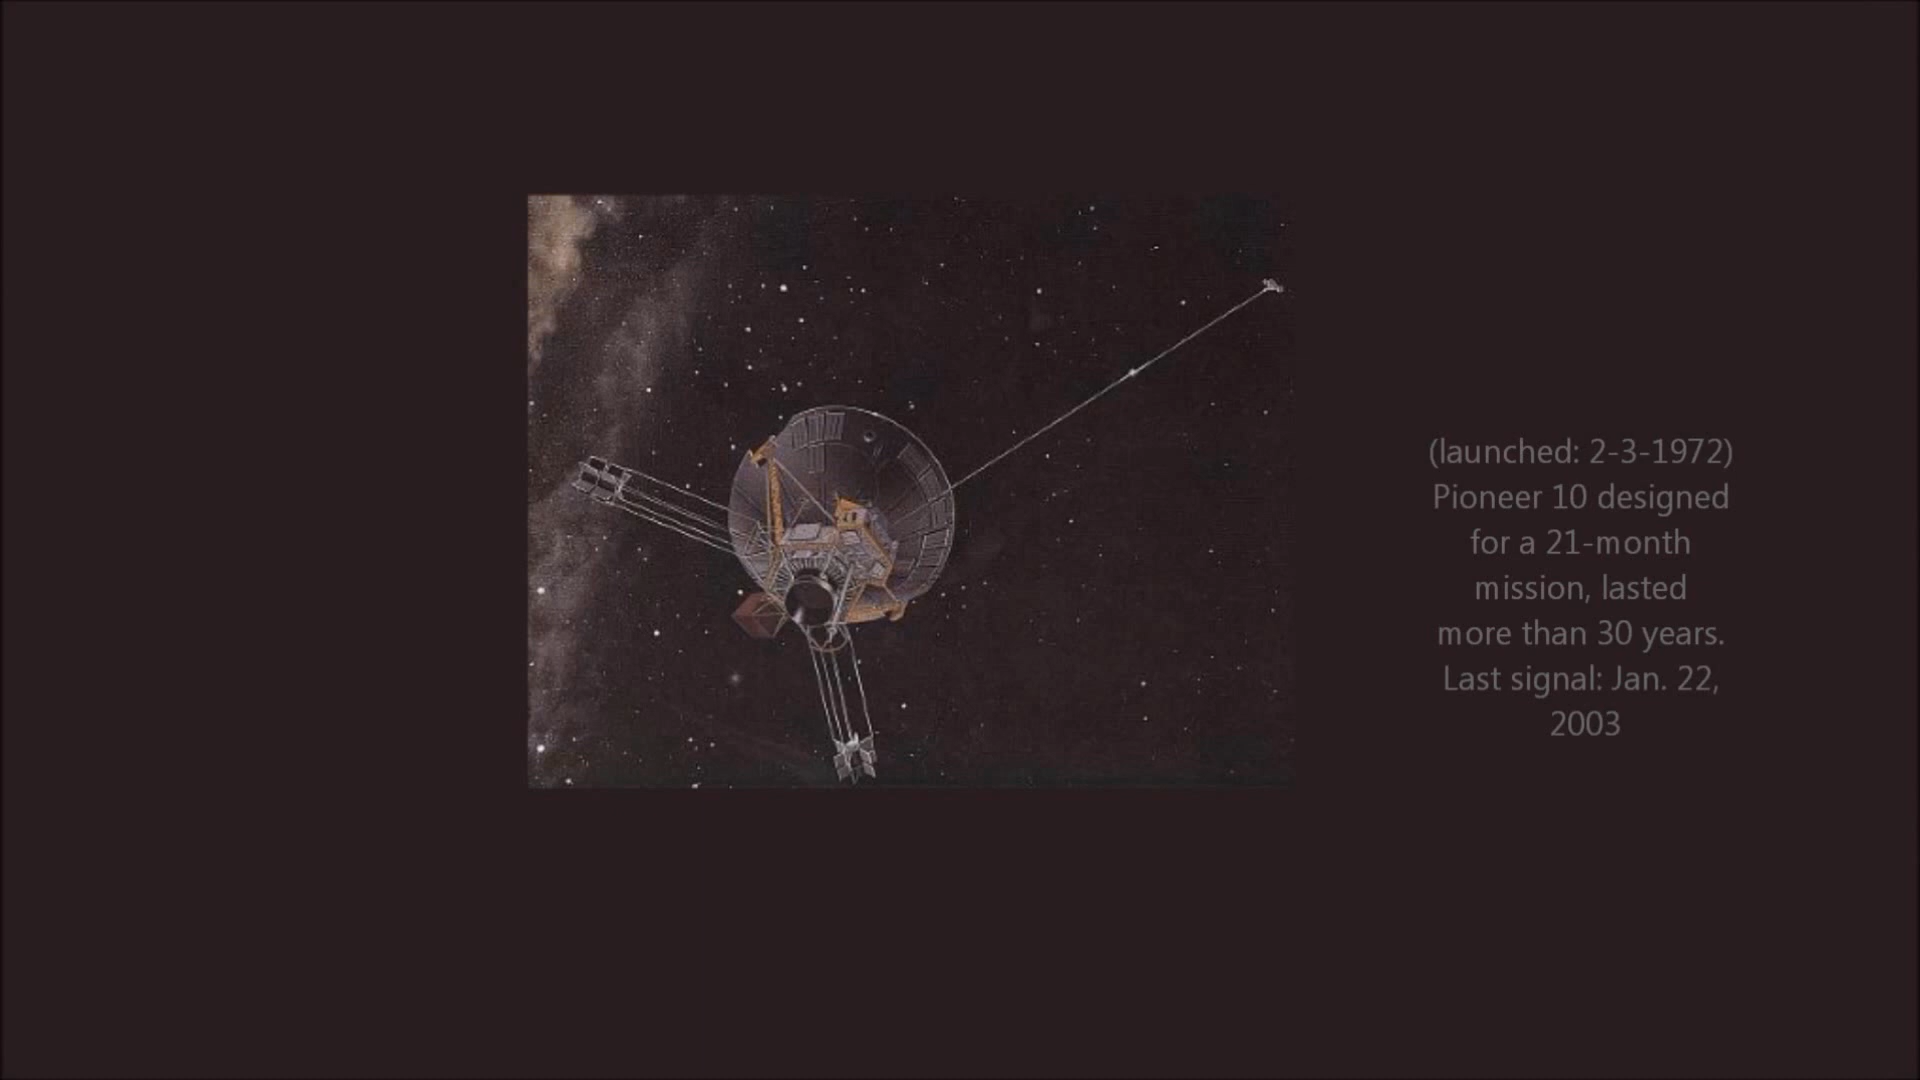 (launched: 2-3-1972)
Pioneer 10 designed
for a 21-month
mission, lasted
more than 30 years.
Last signal: Jan. 22,
2003